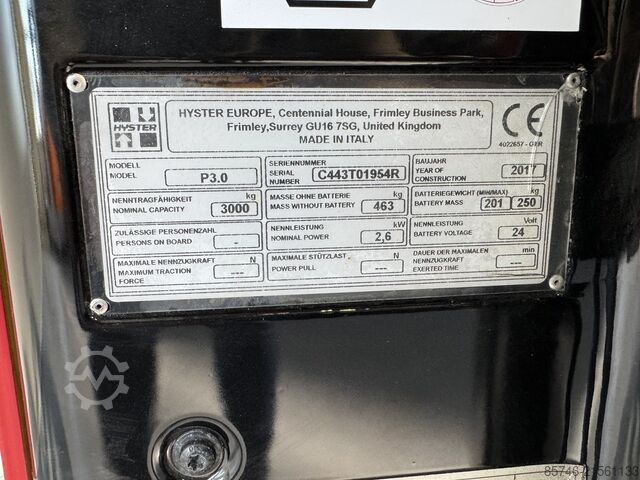 HYSTER
HYSTER EUROPE, Centennial House, Frimley Business Park,
Frimley,Surrey GU16 7SG, United Kingdom
MADE IN ITALY
CE
4022657 - GER
MODELL
MODEL
P3.0
SERIENNUMMER
SERIAL
NUMBER
C443T01954R
BAUJAHR
YEAR OF
CONSTRUCTION
2017
NENNTRAGFÄHIGKEIT
NOMINAL CAPACITY
kg
3000
MASSE OHNE BATTERIE
MASS WITHOUT BATTERY
kg
463
BATTERIEGEWICHT (MIN/MAX)
BATTERY MASS
kg
201 250
ZULÄSSIGE PERSONENZAHL
PERSONS ON BOARD
-
NENNLEISTUNG
NOMINAL POWER
kW
2,6
NENNLEISTUNG
BATTERY VOLTAGE
Volt
24
MAXIMALE NENNZUGKRAFT
MAXIMUM TRACTION
FORCE
N
---
MAXIMALE STÜTZLAST
POWER PULL
N
---
DAUER DER MAXIMALEN
NENNZUGKRAFT
EXERTED TIME
min
---
85746-21561133